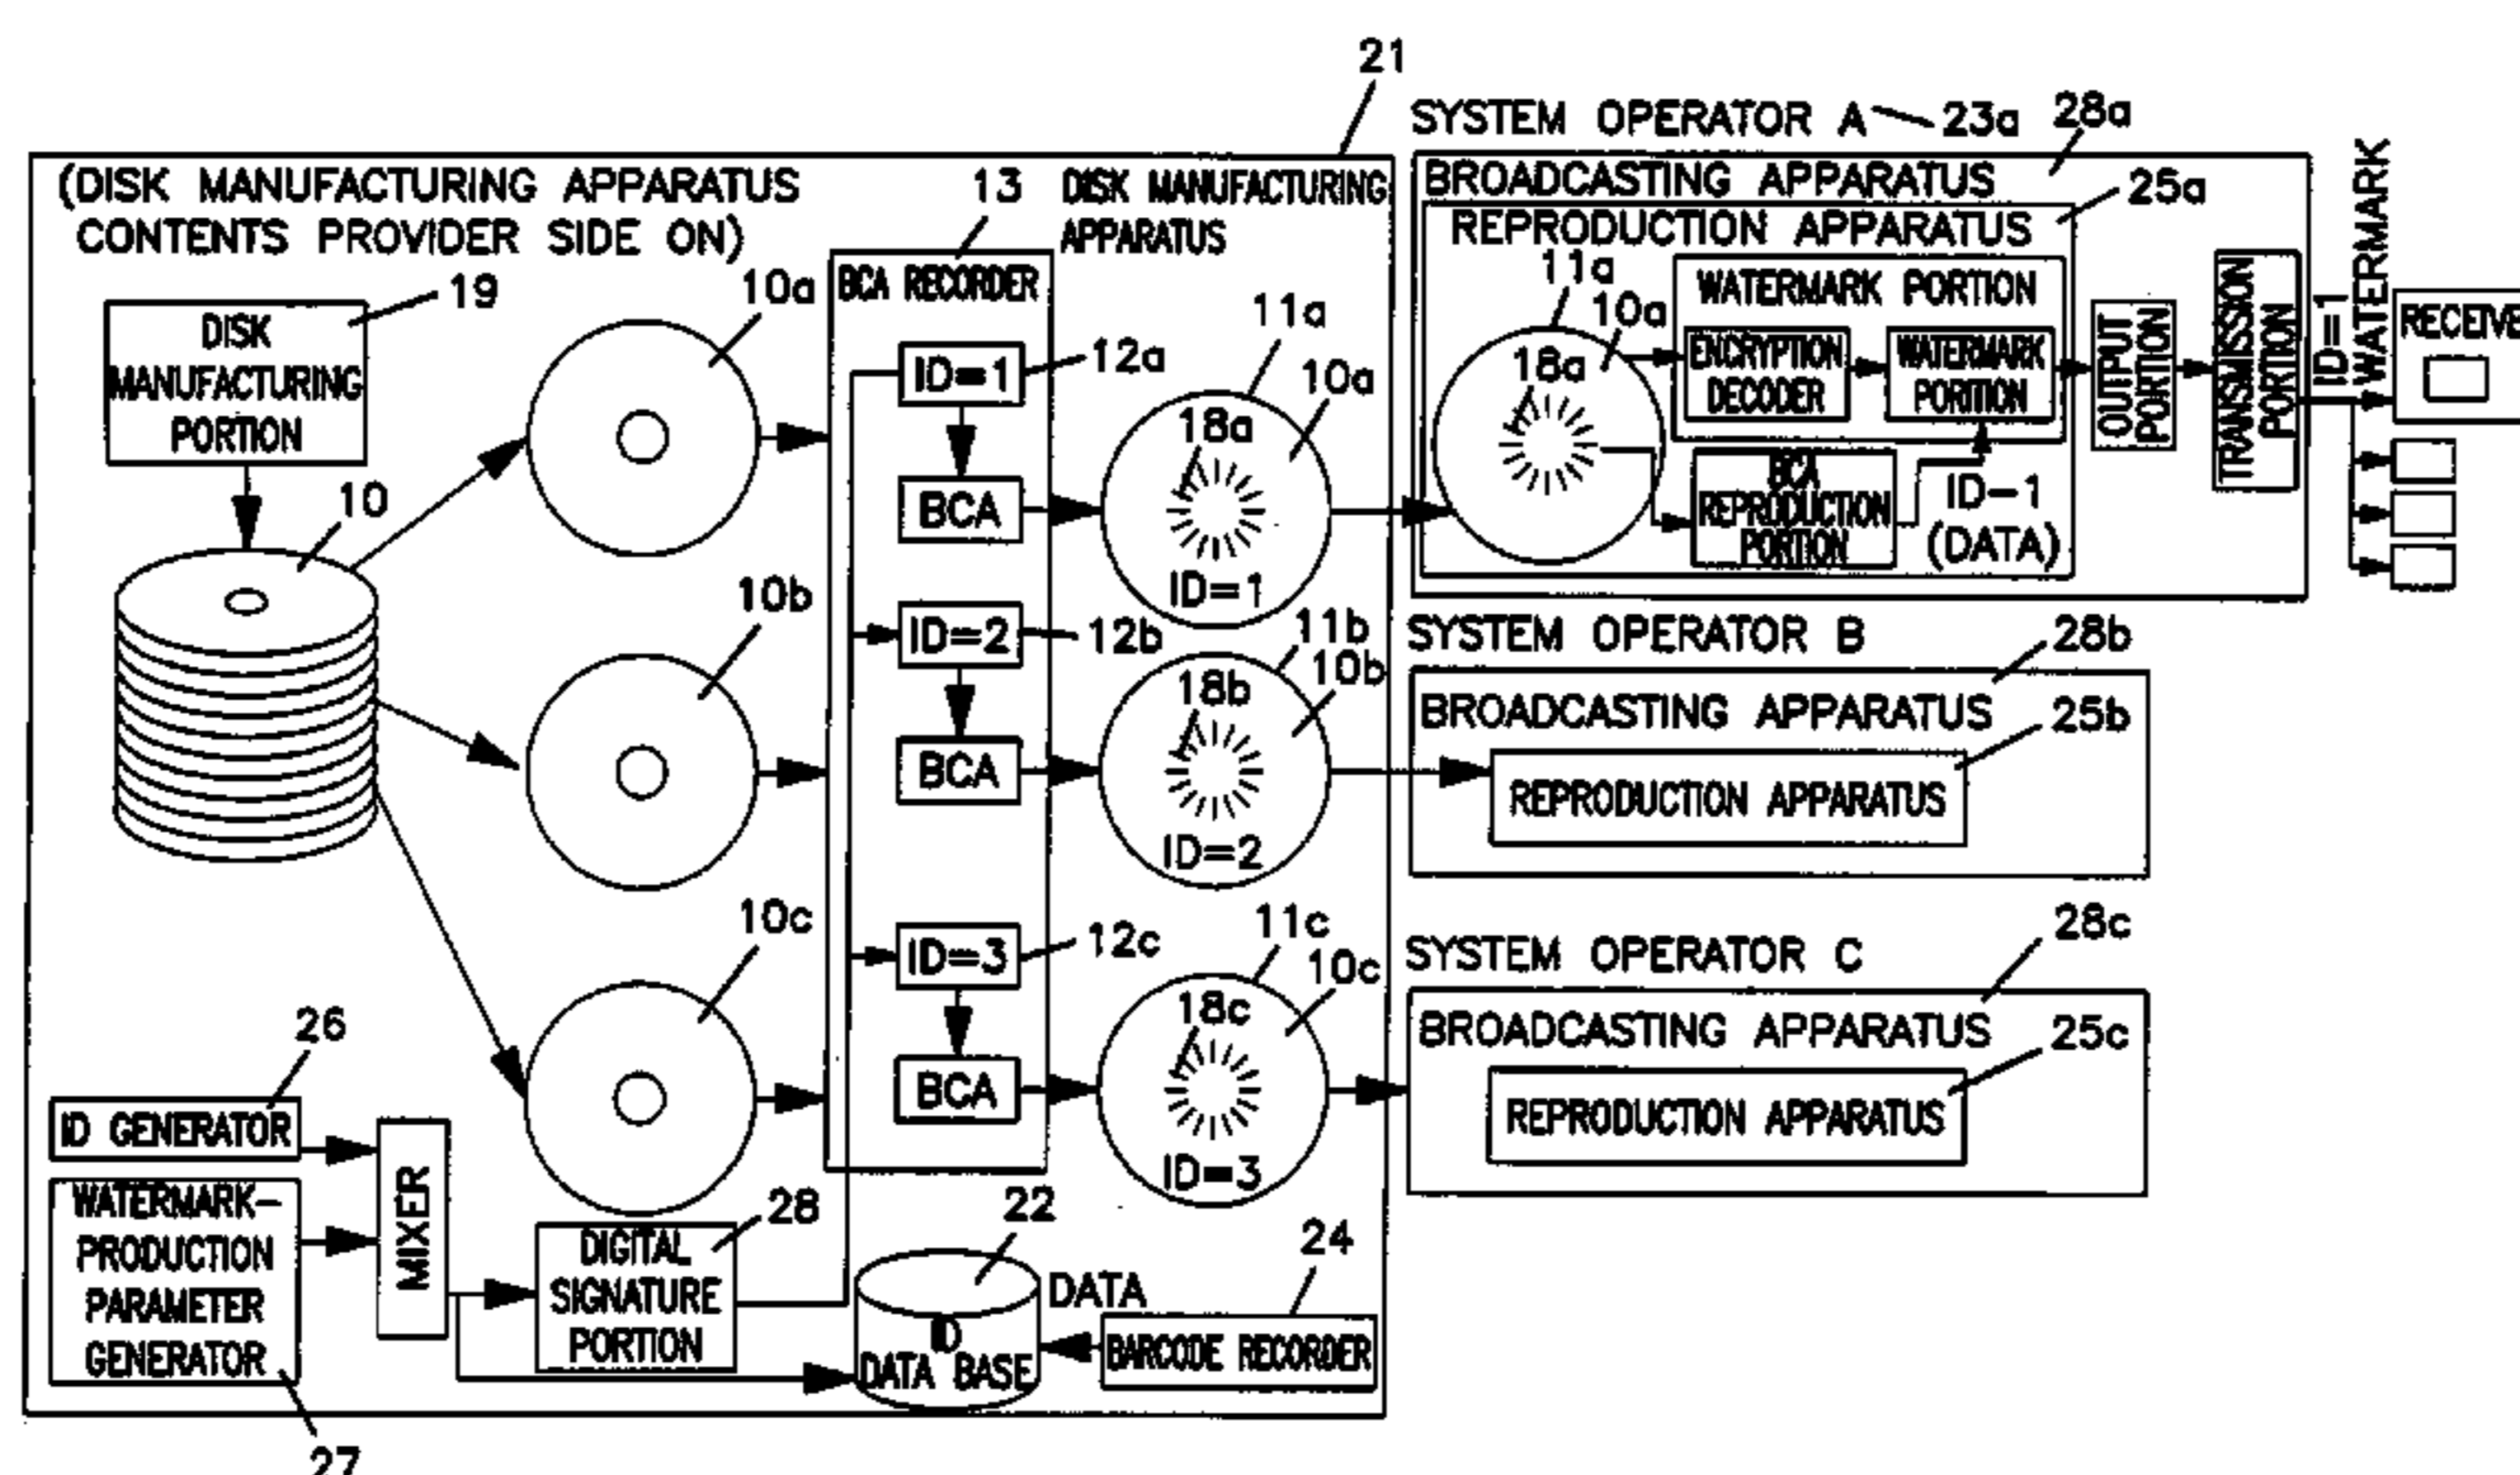 21
SYSTEM OPERATOR A 23a 28a
(DISK MANUFACTURING APPARATUS
CONTENTS PROVIDER SIDE ON)
13
DISK MANUFACTURING
APPARATUS
BROADCASTING APPARATUS
25a
REPRODUCTION APPARATUS
WATERMARK
ID=1
19
DISK
MANUFACTURING
PORTION
10a
BCA RECORDER
ID=1
12a
BCA
11a
10a
18a
ID=1
11a
10a
18a
WATERMARK PORTION
ENCRYPTION
DECODER
WATERMARK
PORITION
BCA
REPRODUCTION
PORTION
ID-1
(DATA)
OUTPUT
PORTION
TRANSMISSION
PORTION
RECEIVE
10
10b
ID=2
12b
BCA
11b
10b
18b
ID=2
SYSTEM OPERATOR B
28b
BROADCASTING APPARATUS
25b
REPRODUCTION APPARATUS
10c
ID=3
12c
BCA
11c
10c
18c
ID=3
SYSTEM OPERATOR C
28c
BROADCASTING APPARATUS
25c
REPRODUCTION APPARATUS
26
ID GENERATOR
WATERMARK-
PRODUCTION
PARAMETER
GENERATOR
27
MIXER
28
DIGITAL
SIGNATURE
PORTION
22
ID
DATA BASE
DATA
24
BARCODE RECORDER